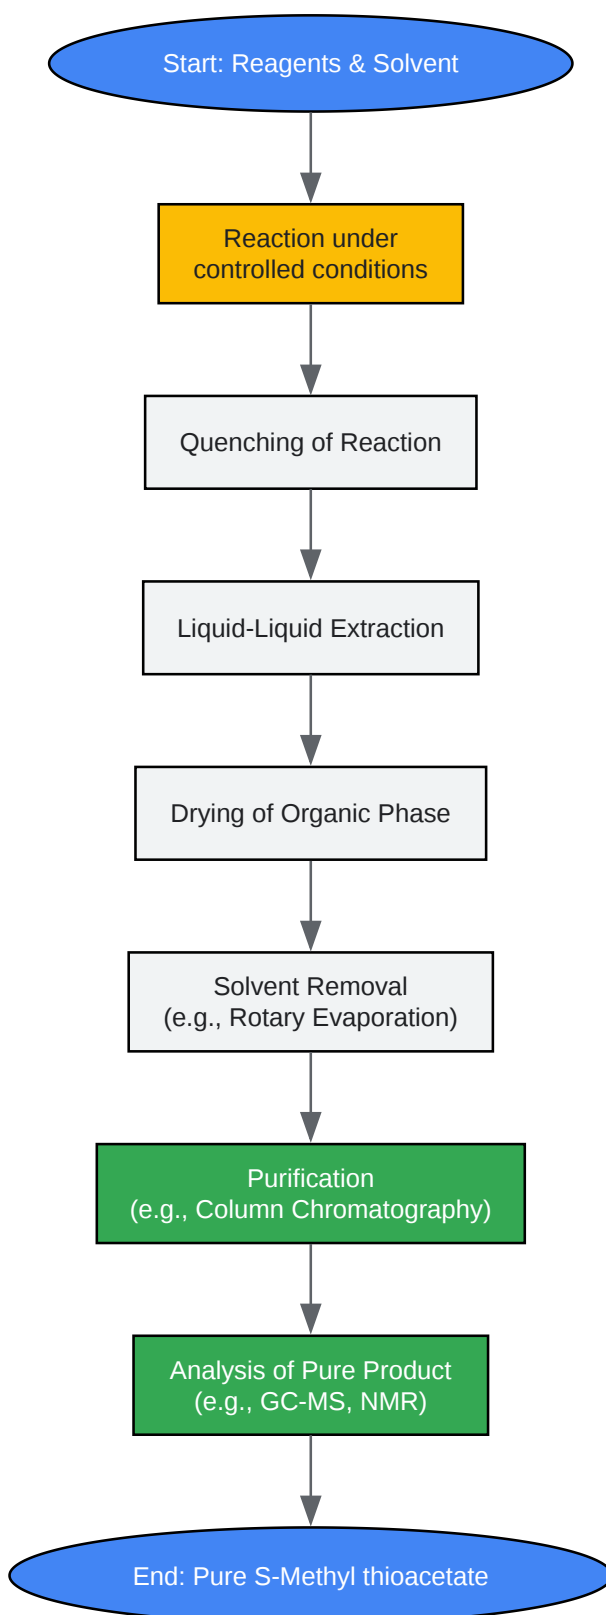 Start: Reagents & Solvent
Reaction under
controlled conditions
Quenching of Reaction
Liquid-Liquid Extraction
Drying of Organic Phase
Solvent Removal
(e.g., Rotary Evaporation)
Purification
(e.g., Column Chromatography)
Analysis of Pure Product
(e.g., GC-MS, NMR)
End: Pure S-Methyl thioacetate